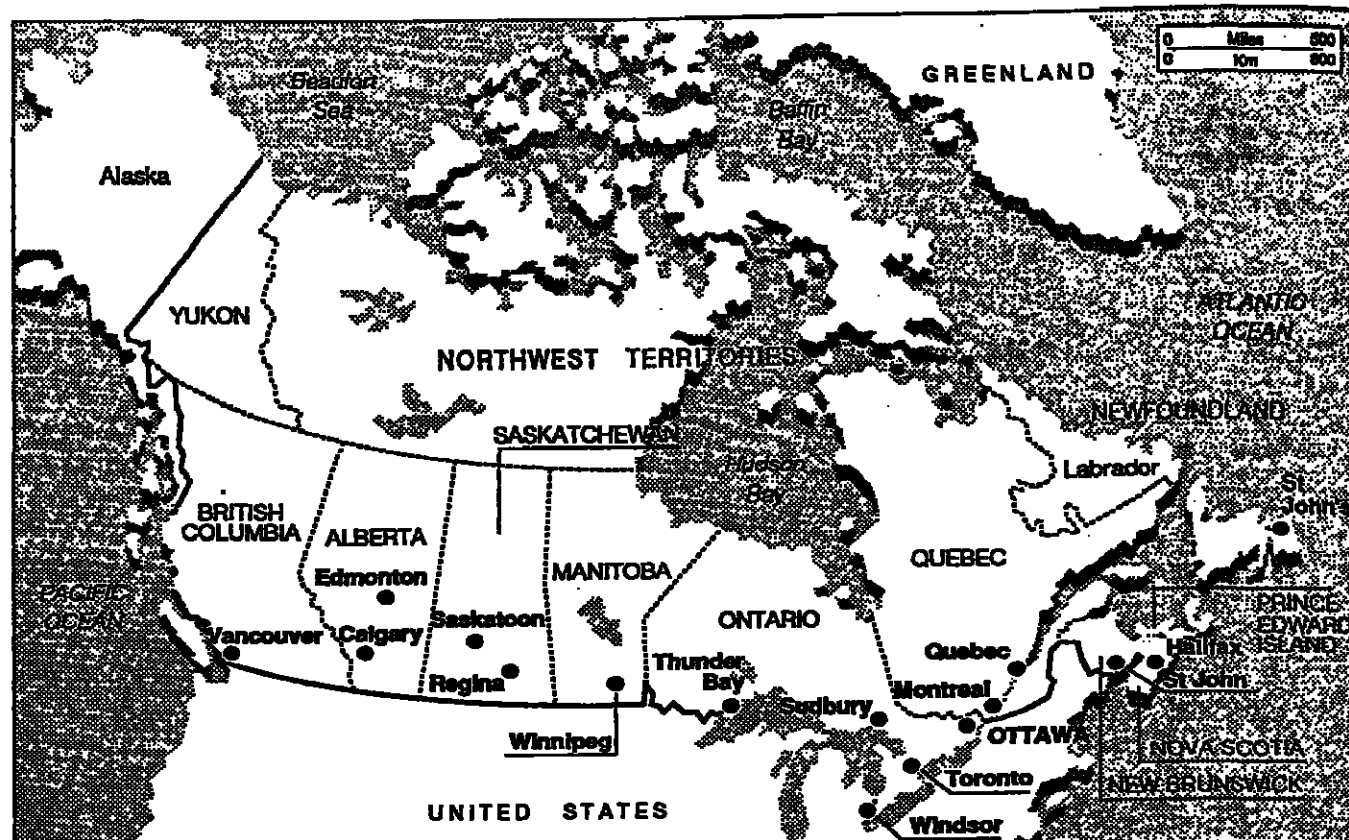 0 Miles 500
0 Km 800
GREENLAND
Beaufort
Sea
Baffin
Bay
Alaska
ATLANTIC
OCEAN
YUKON
NORTHWEST TERRITORIES
NEWFOUNDLAND
SASKATCHEWAN
Hudson
Bay
Labrador
St
John's
BRITISH
COLUMBIA
ALBERTA
QUEBEC
Edmonton
MANITOBA
PACIFIC
OCEAN
PRINCE
EDWARD
ISLAND
ONTARIO
Saskatoon
Vancouver
Calgary
Halifax
Quebec
Thunder
Bay
St John
Regina
Montreal
Sudbury
OTTAWA
Winnipeg
NOVA SCOTIA
Toronto
NEW BRUNSWICK
UNITED STATES
Windsor